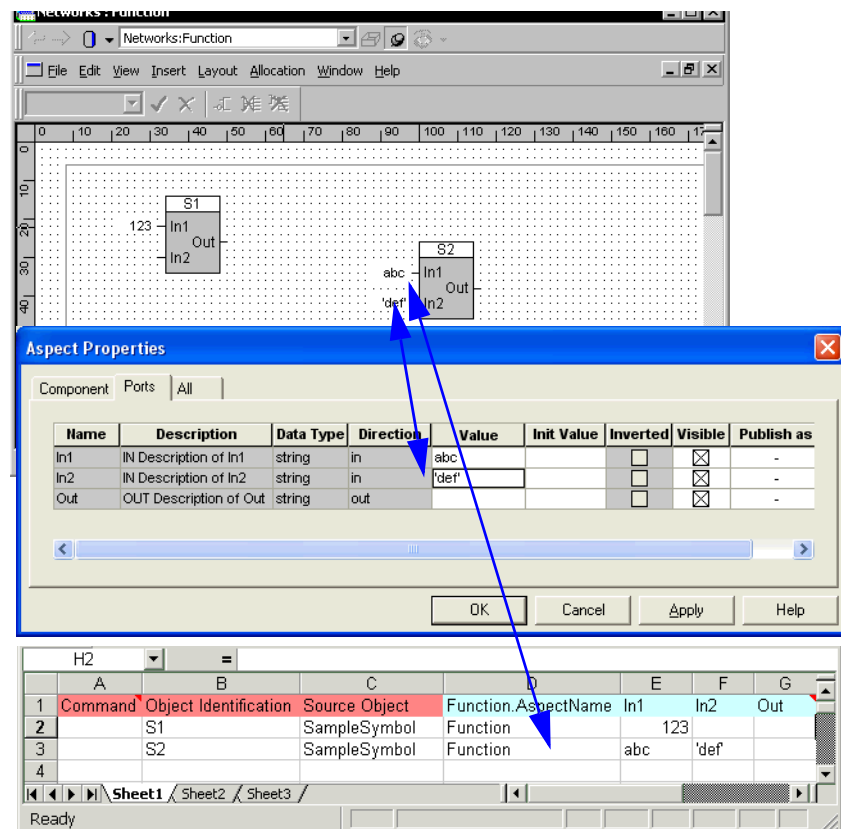 Networks : Function
Networks:Function
File Edit View Insert Layout Allocation Window Help
0 10 20 30 40 50 60 70 80 90 100 110 120 130 140 150 160 17
0
10
20
30
40
S1
123 In1
Out
In2
S2
abc In1
Out
'def' In2
Aspect Properties
Component Ports All
Name Description Data Type Direction Value Init Value Inverted Visible Publish as
In1 IN Description of In1 string in abc -
In2 IN Description of In2 string in 'def' -
Out OUT Description of Out string out -
OK Cancel Apply Help
H2 =
A B C D E F G
1 Command Object Identification Source Object Function.AspectName In1 In2 Out
2 S1 SampleSymbol Function 123
3 S2 SampleSymbol Function abc 'def'
4
Sheet1 Sheet2 Sheet3
Ready